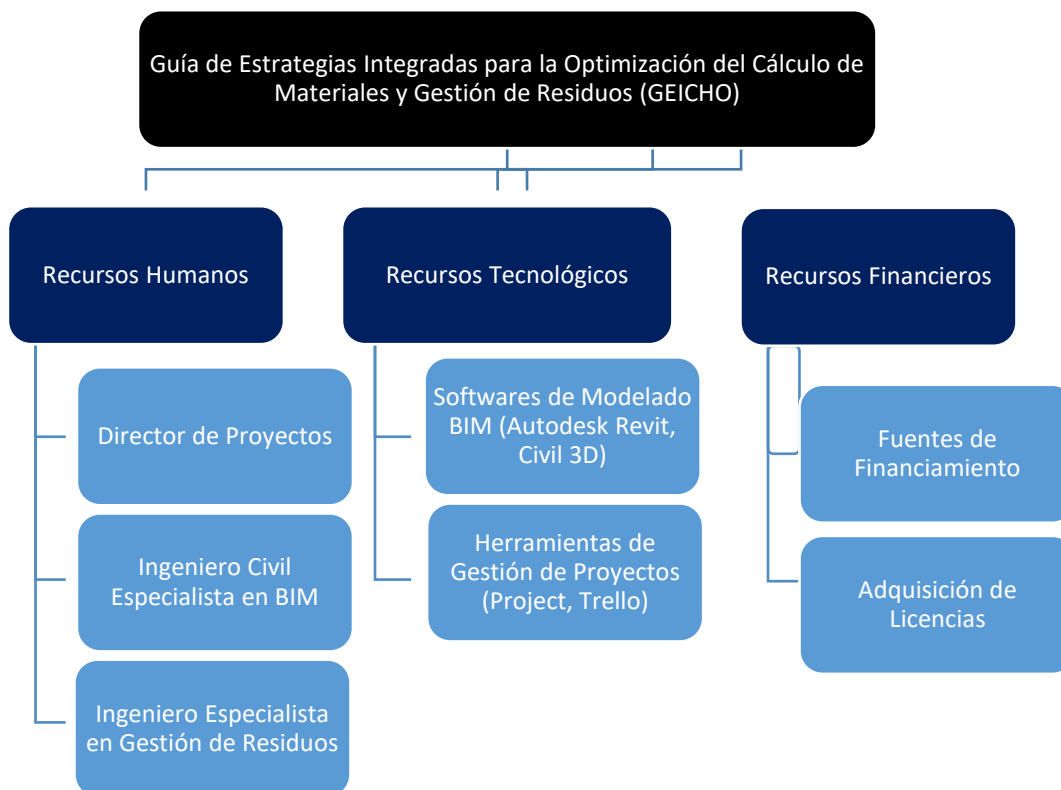 Guía de Estrategias Integradas para la Optimización del Cálculo de
Materiales y Gestión de Residuos (GEICHO)
Recursos Humanos
Director de Proyectos
Ingeniero Civil
Especialista en BIM
Ingeniero Especialista
en Gestión de Residuos
Recursos Tecnológicos
Softwares de Modelado
BIM (Autodesk Revit,
Civil 3D)
Herramientas de
Gestión de Proyectos
(Project, Trello)
Recursos Financieros
Fuentes de
Financiamiento
Adquisición de
Licencias